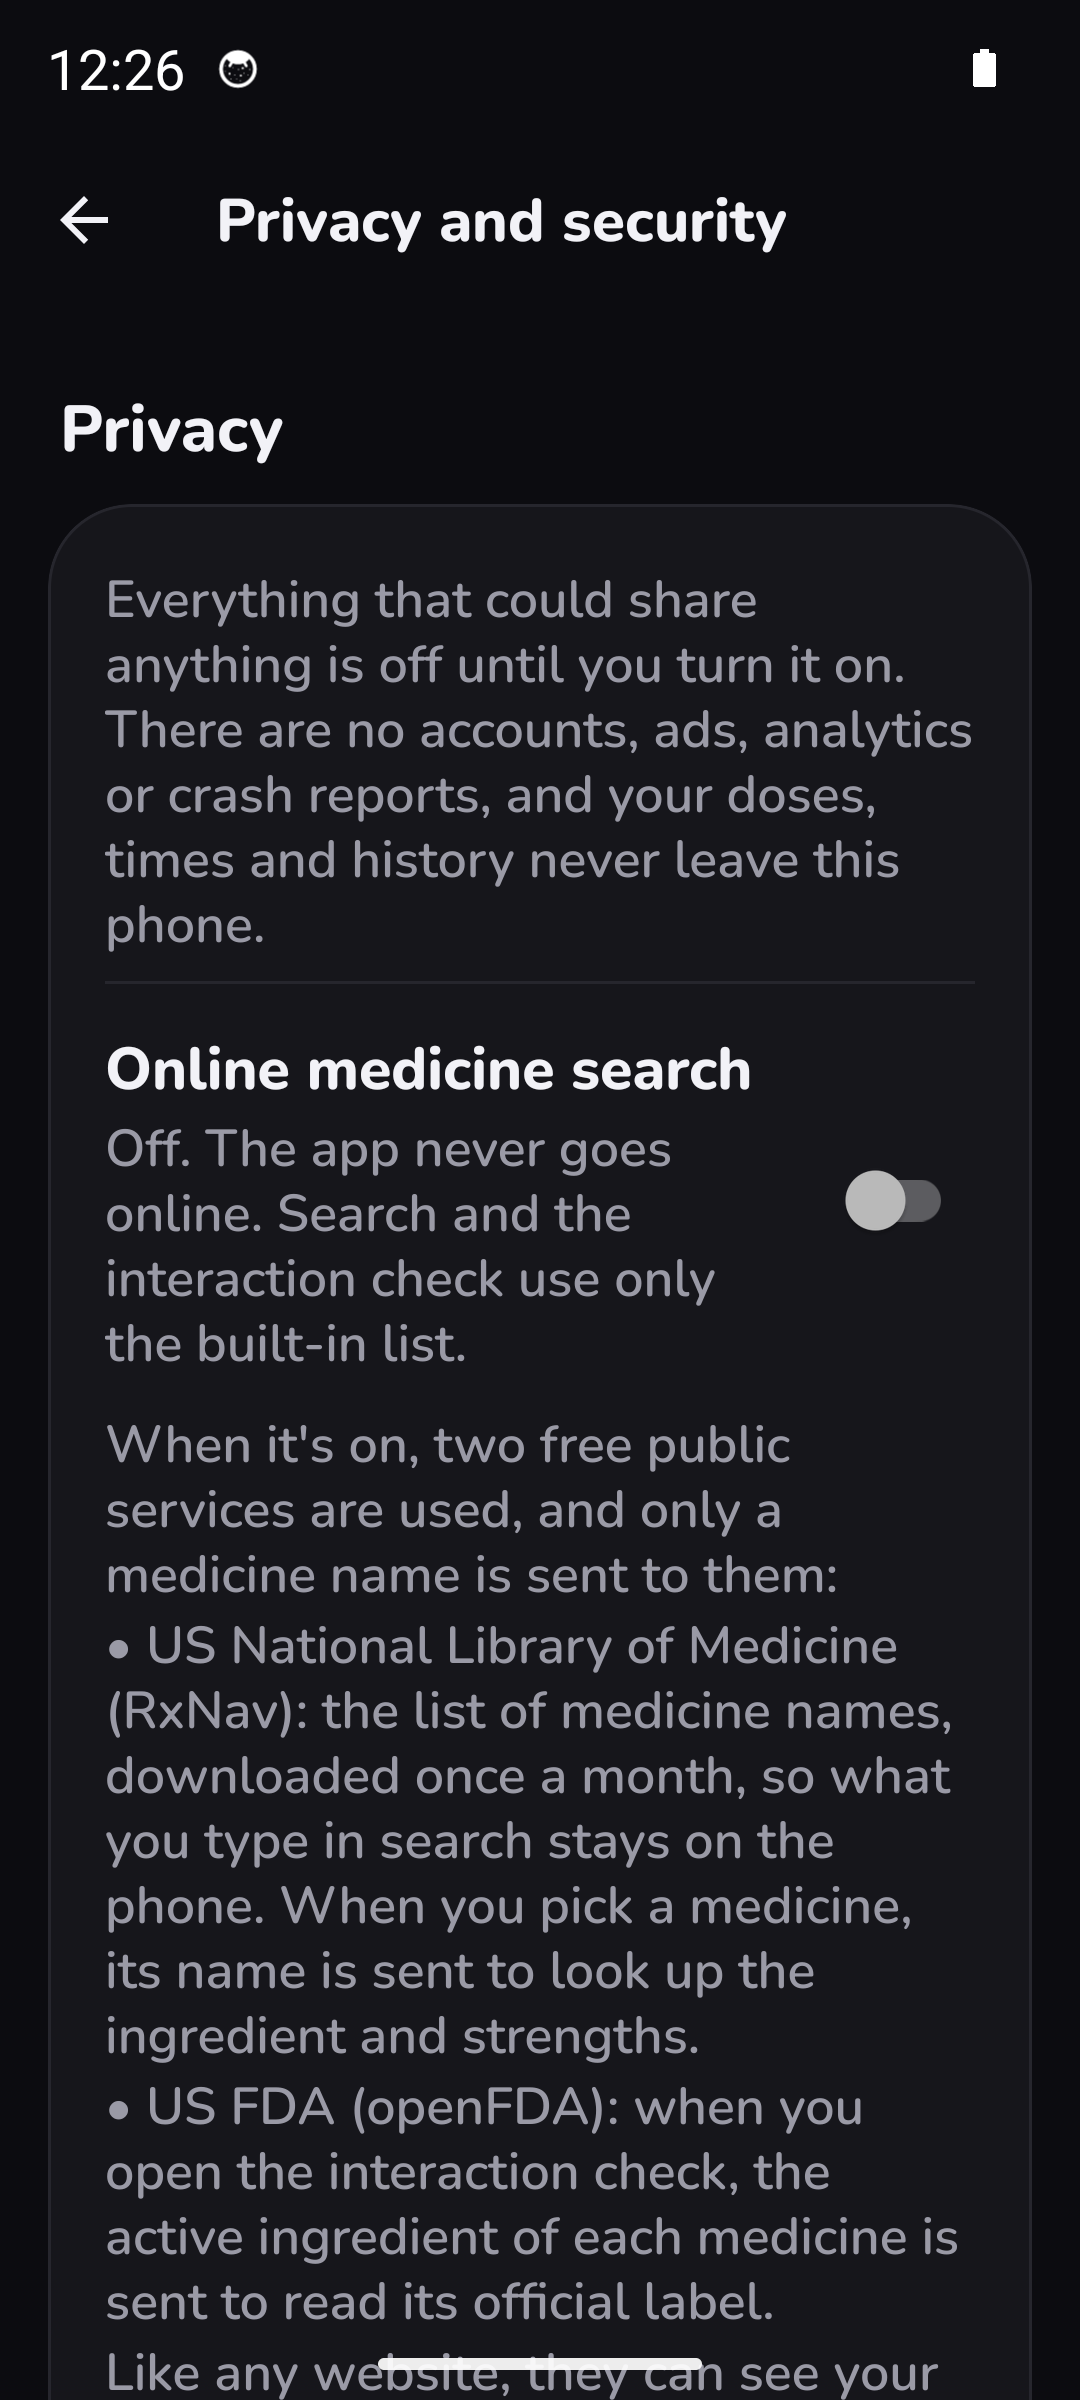 12:26
Privacy and security
Privacy
Everything that could share
anything is off until you turn it on.
There are no accounts, ads, analytics
or crash reports, and your doses,
times and history never leave this
phone.
Online medicine search
Off. The app never goes
online. Search and the
interaction check use only
the built-in list.
When it's on, two free public
services are used, and only a
medicine name is sent to them:
• US National Library of Medicine
(RxNav): the list of medicine names,
downloaded once a month, so what
you type in search stays on the
phone. When you pick a medicine,
its name is sent to look up the
ingredient and strengths.
• US FDA (openFDA): when you
open the interaction check, the
active ingredient of each medicine is
sent to read its official label.
Like any website, they can see your